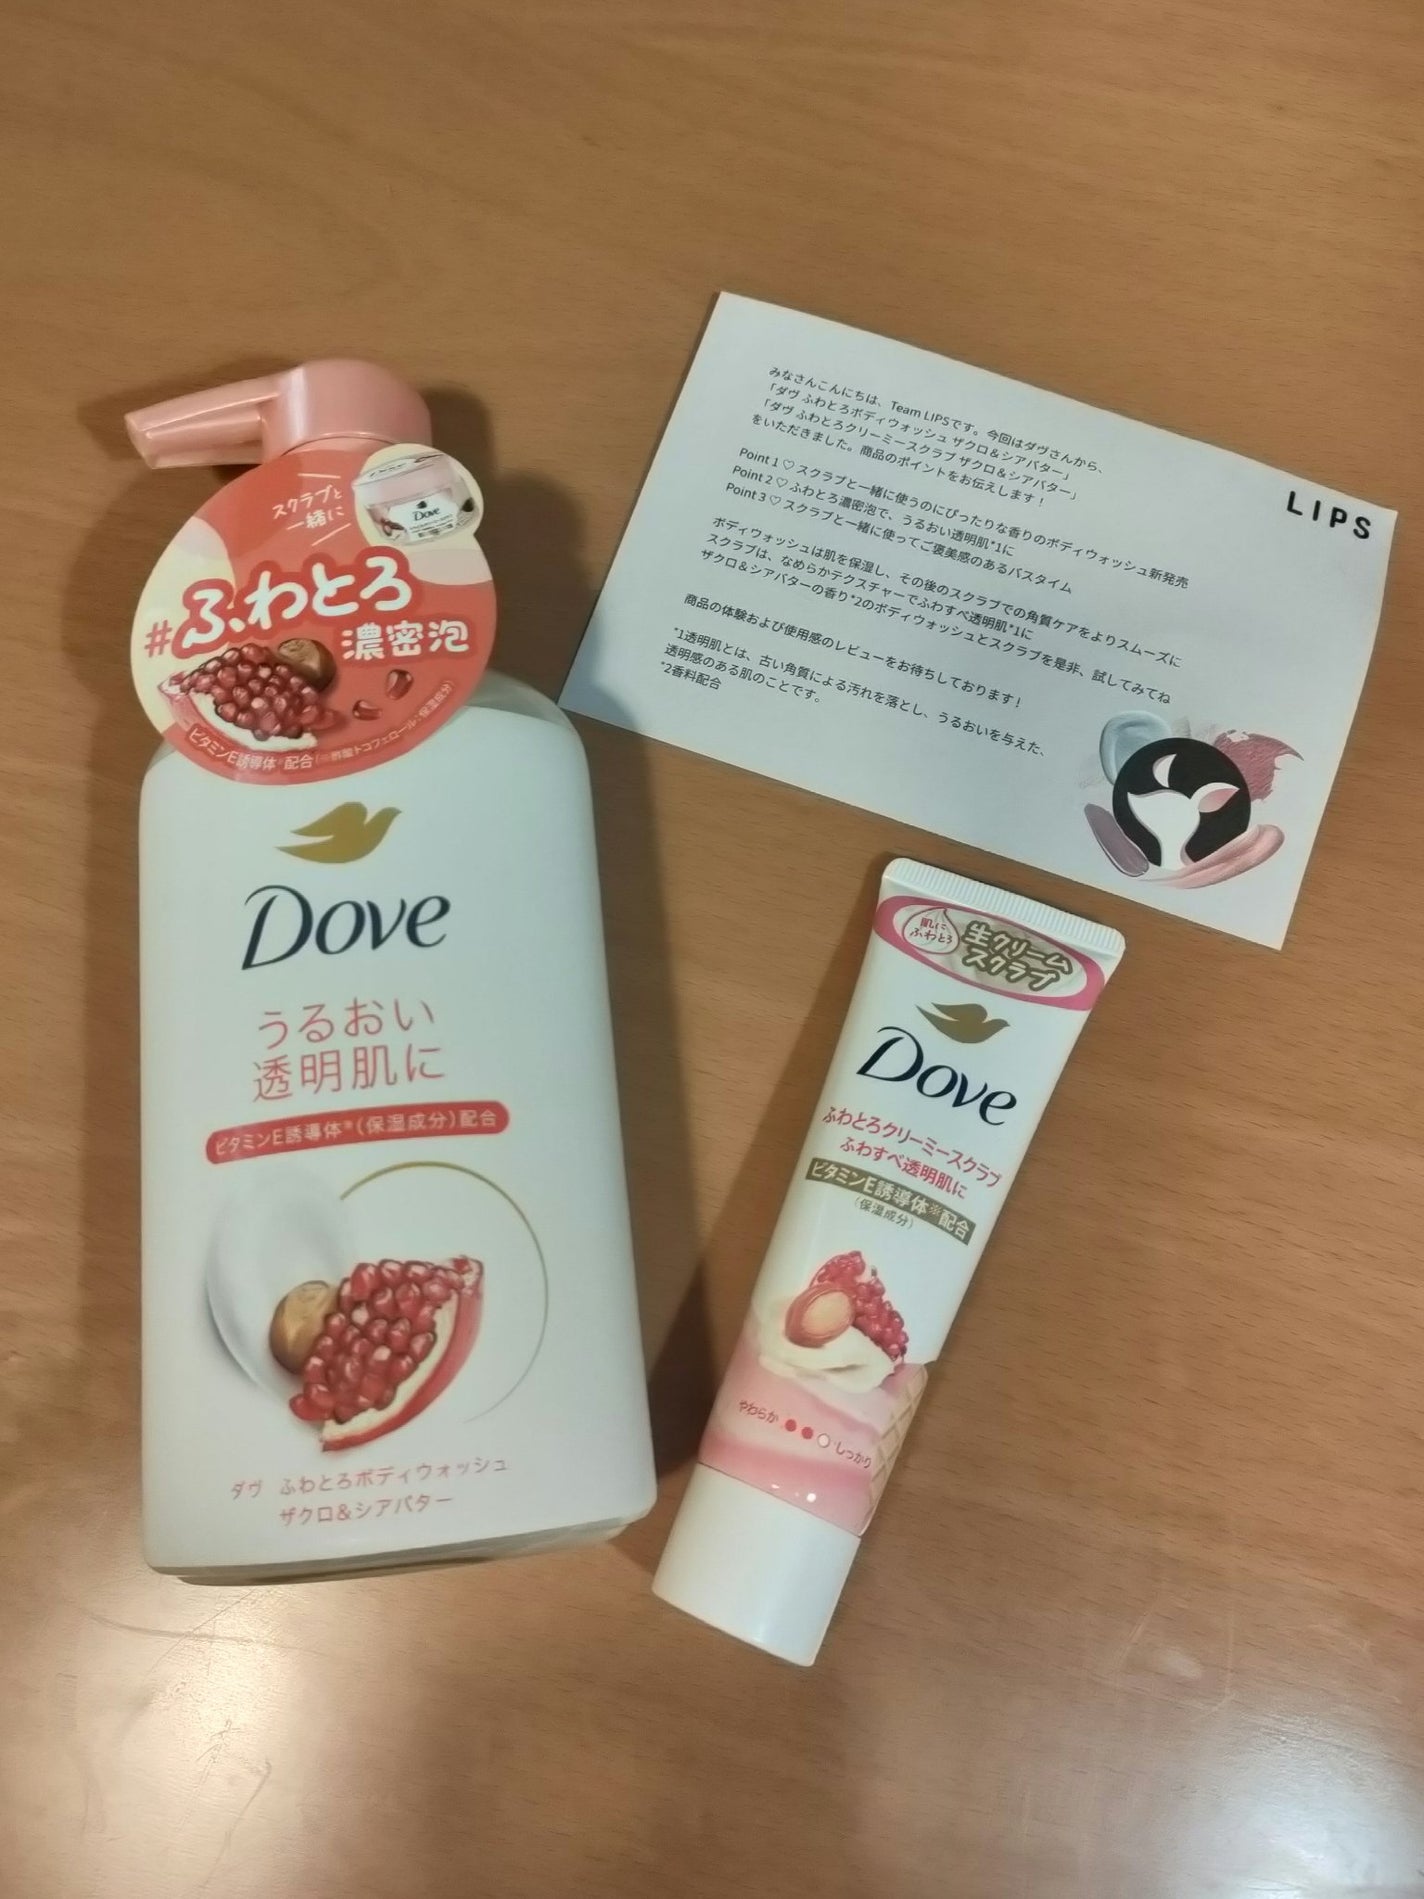 スクラブと
一緒に
Dove
#ふわとろ
濃密泡
ビタミンE誘導体※配合(※酢酸トコフェロール:保湿成分)
Dove
うるおい
透明肌に
ビタミンE誘導体※(保湿成分)配合
ダヴ ふわとろボディウォッシュ
ザクロ&シアバター
LIPS
みなさんこんにちは、Team LIPSです。今回はダヴさんから、
「ダヴ ふわとろボディウォッシュ ザクロ&シアバター」
「ダヴ ふわとろクリーミースクラブ ザクロ&シアバター」
をいただきました。商品のポイントをお伝えします!
Point 1 ♡ スクラブと一緒に使うのにぴったりな香りのボディウォッシュ新発売
Point 2 ♡ ふわとろ濃密泡で、うるおい透明肌*1に
Point 3 ♡ スクラブと一緒に使ってご褒美感のあるバスタイム
ボディウォッシュは肌を保湿し、その後のスクラブでの角質ケアをよりスムーズに
スクラブは、なめらかテクスチャーでふわすべ透明肌*1に
ザクロ&シアバターの香り*2のボディウォッシュとスクラブを是非、試してみてね
商品の体験および使用感のレビューをお待ちしております!
*1透明肌とは、古い角質による汚れを落とし、うるおいを与えた、
透明感のある肌のことです。
*2香料配合
肌に
ふわとろ
生クリーム
スクラブ
Dove
ふわとろクリーミースクラブ
ふわすべ透明肌に
ビタミンE誘導体※配合
(保湿成分)
やわらか
しっかり